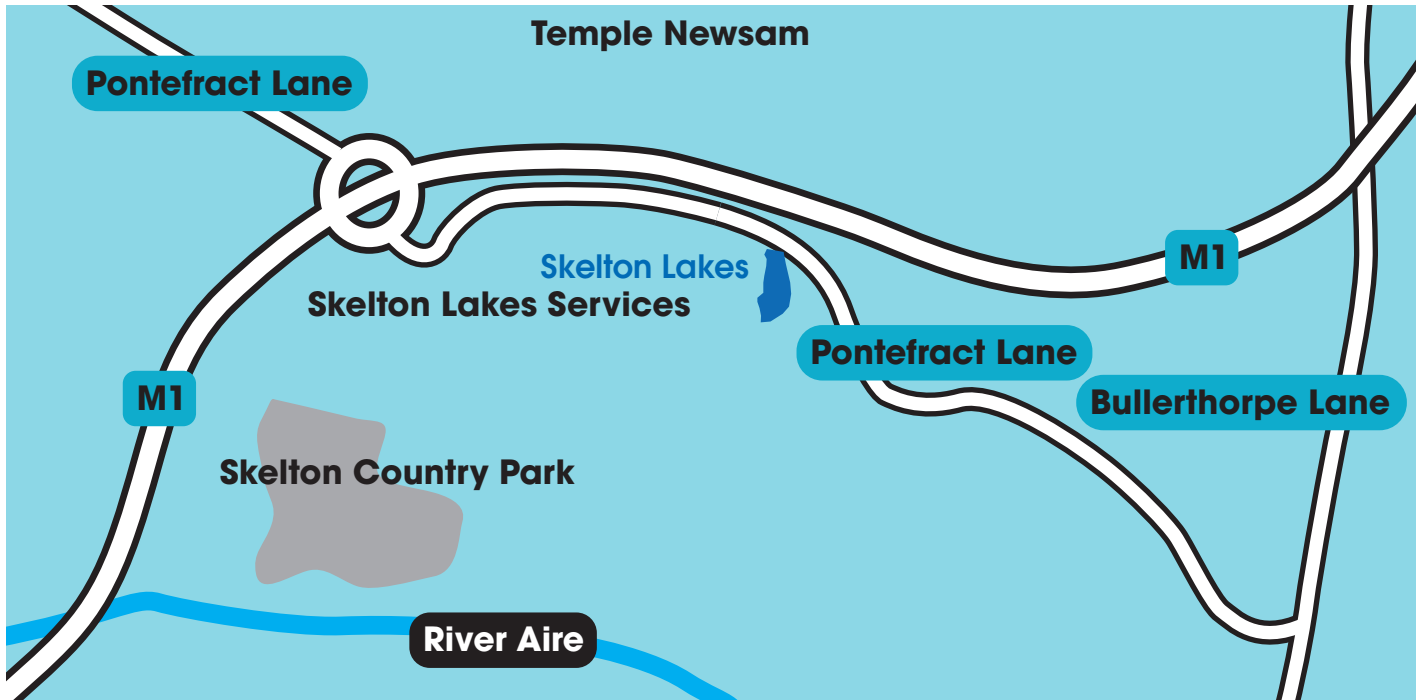 Temple Newsam
Pontefract Lane
M1
Skelton Lakes
Skelton Lakes Services
Pontefract Lane
M1
Bullerthorpe Lane
Skelton Country Park
River Aire